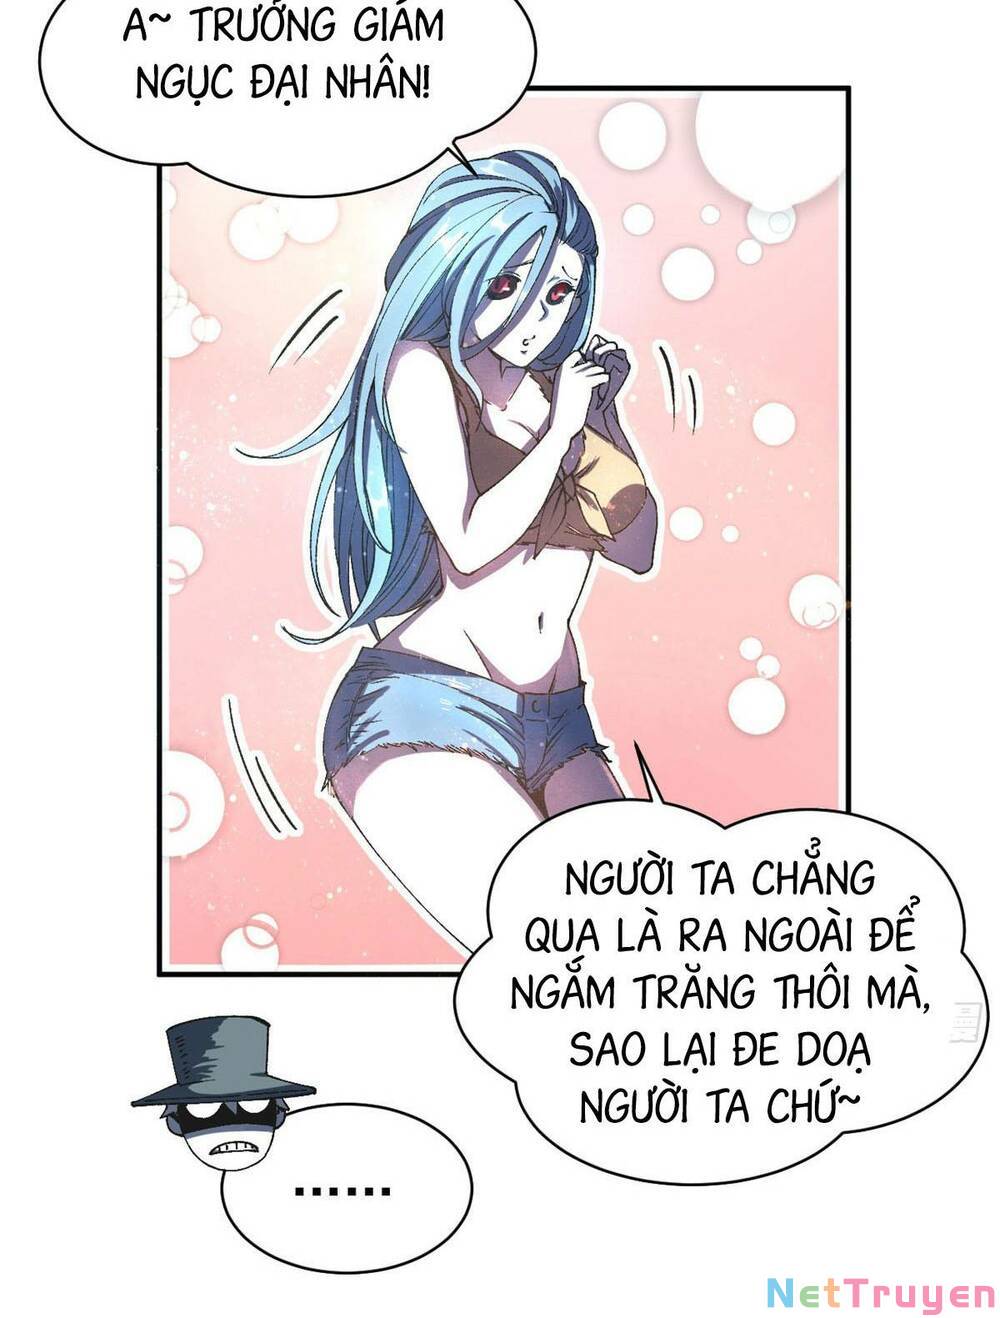 A~ TRƯỞNG GIÁM
NGỤC ĐẠI NHÂN!
NGƯỜI TA CHẲNG
QUA LÀ RA NGOÀI ĐỂ
NGẮM TRĂNG THÔI MÀ,
SAO LẠI ĐE DOẠ
NGƯỜI TA CHỨ~
......
NetTruyen